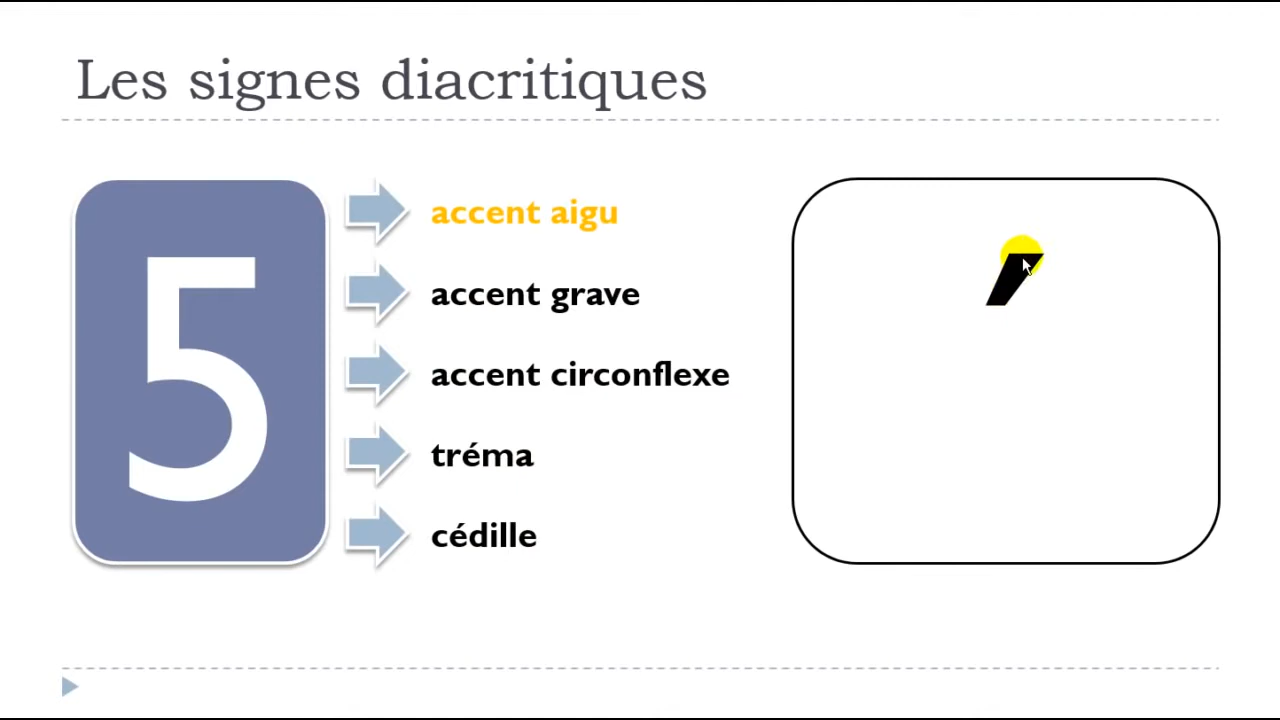 Les signes diacritiques
5
accent aigu
accent grave
accent circonflexe
tréma
cédille